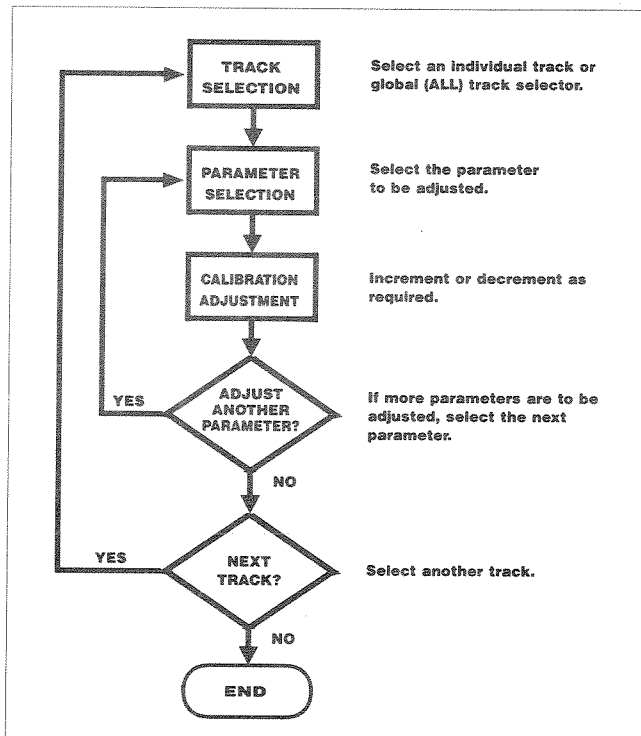 TRACK
SELECTION
Select an individual track or
global (ALL) track selector.
PARAMETER
SELECTION
Select the parameter
to be adjusted.
CALIBRATION
ADJUSTMENT
Increment or decrement as
required.
YES
ADJUST
ANOTHER
PARAMETER?
If more parameters are to be
adjusted, select the next
parameter.
NO
YES
NEXT
TRACK?
Select another track.
NO
END